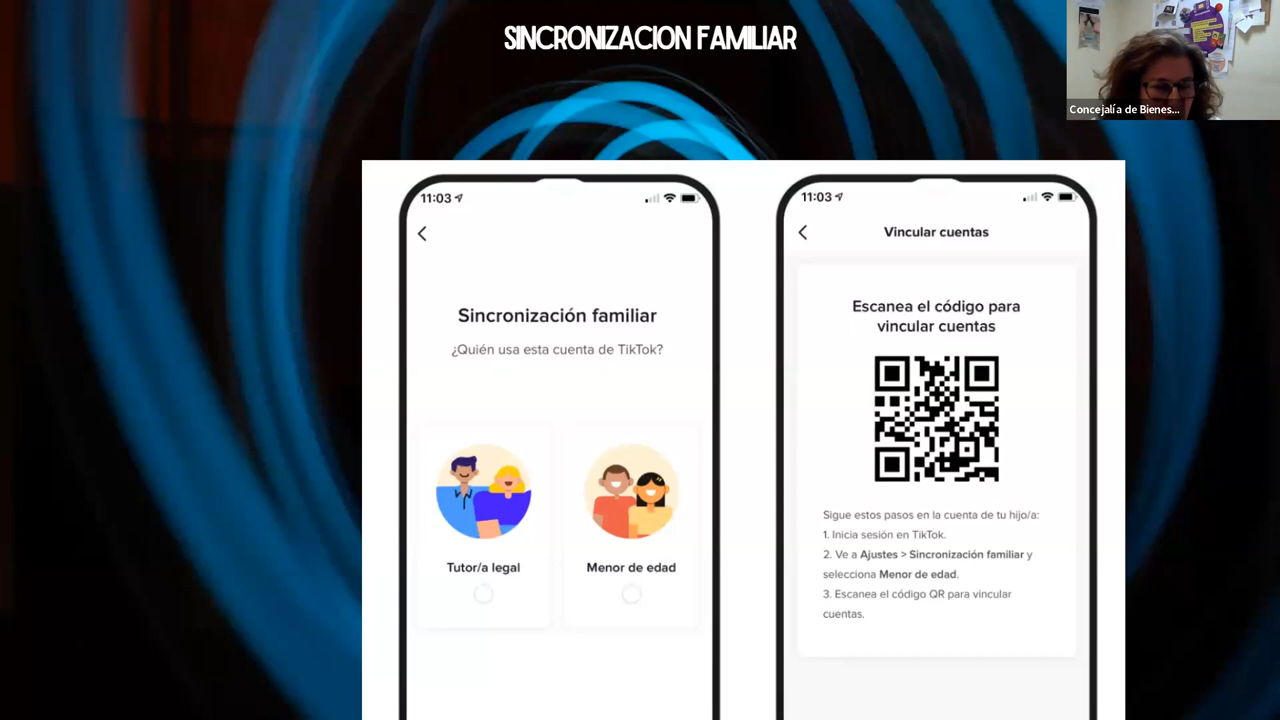 SINCRONIZACION FAMILIAR
Concejalía de Bienes...
11:03
Sincronización familiar
¿Quién usa esta cuenta de TikTok?
Tutor/a legal
Menor de edad
11:03
Vincular cuentas
Escanea el código para
vincular cuentas
Sigue estos pasos en la cuenta de tu hijo/a:
1. Inicia sesión en TikTok.
2. Ve a Ajustes > Sincronización familiar y
selecciona Menor de edad.
3. Escanea el código QR para vincular
cuentas.